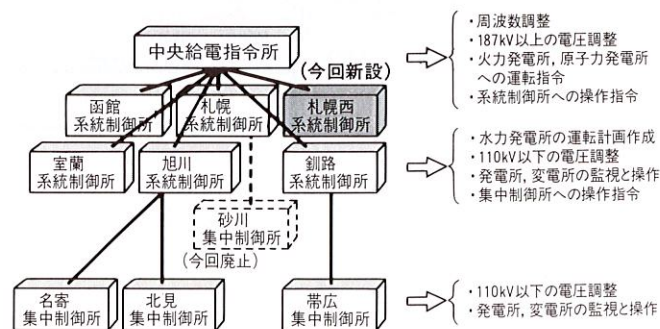 中央給電指令所
(今回新設)
函館
系統制御所
札幌
系統制御所
札幌西
系統制御所
室蘭
系統制御所
旭川
系統制御所
釧路
系統制御所
砂川
集中制御所
(今回廃止)
名寄
集中制御所
北見
集中制御所
帯広
集中制御所
・周波数調整
・187kV以上の電圧調整
・火力発電所,原子力発電所
への運転指令
・系統制御所への操作指令
・水力発電所の運転計画作成
・110kV以下の電圧調整
・発電所,変電所の監視と操作
・集中制御所への操作指令
・110kV以下の電圧調整
・発電所,変電所の監視と操作